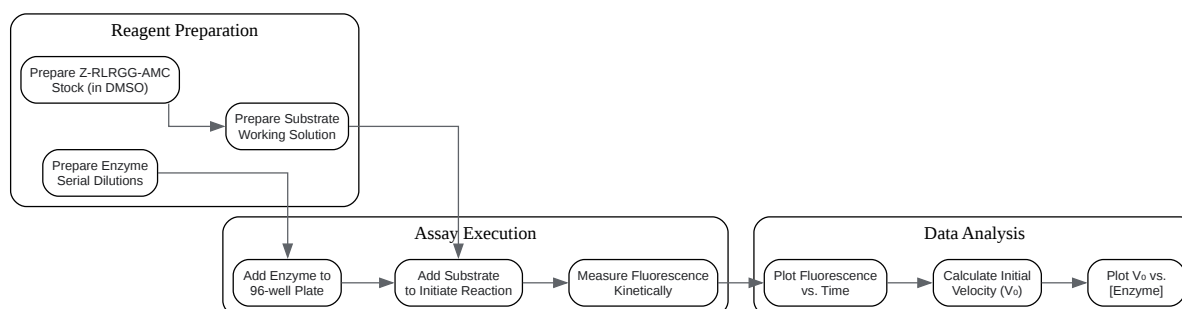 Reagent Preparation
Prepare Z-RLRGG-AMC
Stock (in DMSO)
Prepare Substrate
Working Solution
Prepare Enzyme
Serial Dilutions
Assay Execution
Add Enzyme to
96-well Plate
Add Substrate
to Initiate Reaction
Measure Fluorescence
Kinetically
Data Analysis
Plot Fluorescence
vs. Time
Calculate Initial
Velocity (V₀)
Plot V₀ vs.
[Enzyme]